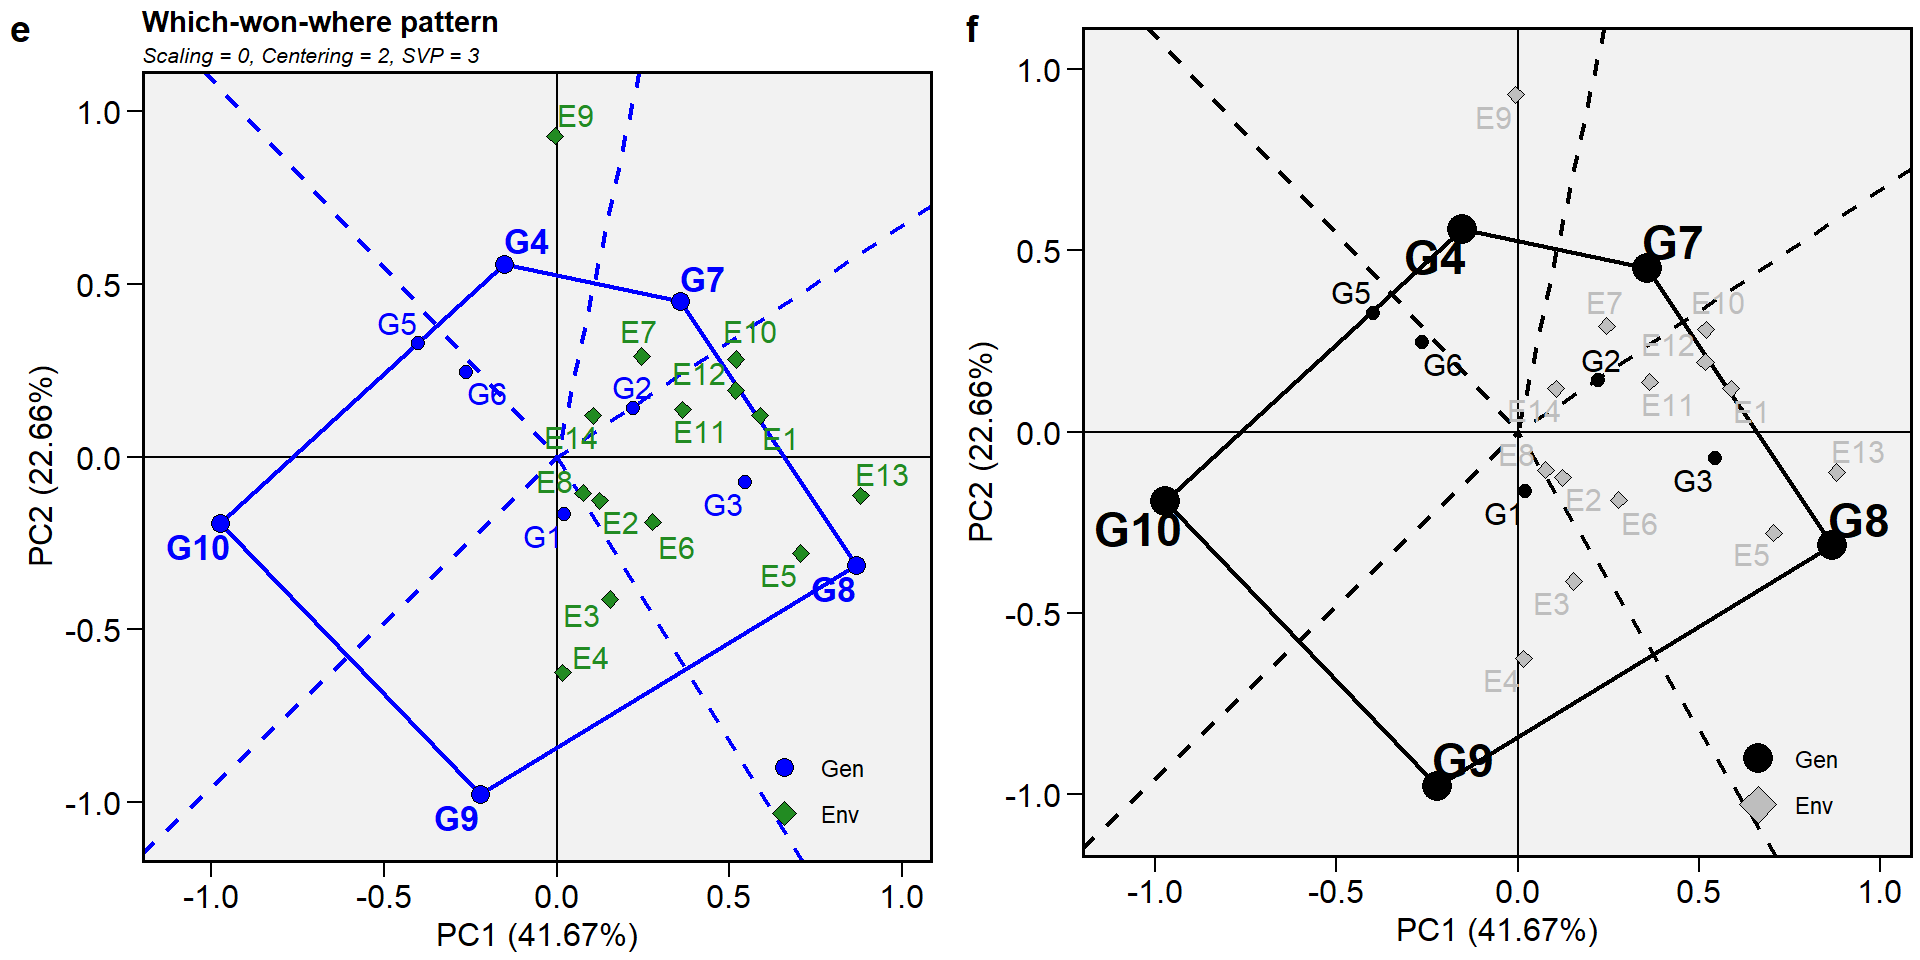 e
Which-won-where pattern
Scaling = 0, Centering = 2, SVP = 3
1.0
0.5
0.0
-0.5
-1.0
PC2 (22.66%)
E9
G4
G7
G5
E7
E10
G6
G2
E12
E14
E11
E1
E8
E13
G3
E2
G1
E6
G10
E5
G8
E3
E4
G9
Gen
Env
-1.0
-0.5
0.0
0.5
1.0
PC1 (41.67%)
f
1.0
0.5
0.0
-0.5
-1.0
PC2 (22.66%)
E9
G7
G4
G5
E7
E10
G6
G2
E12
E14
E11
E1
E8
E13
G3
E2
G1
E6
G8
G10
E5
E3
E4
G9
Gen
Env
-1.0
-0.5
0.0
0.5
1.0
PC1 (41.67%)